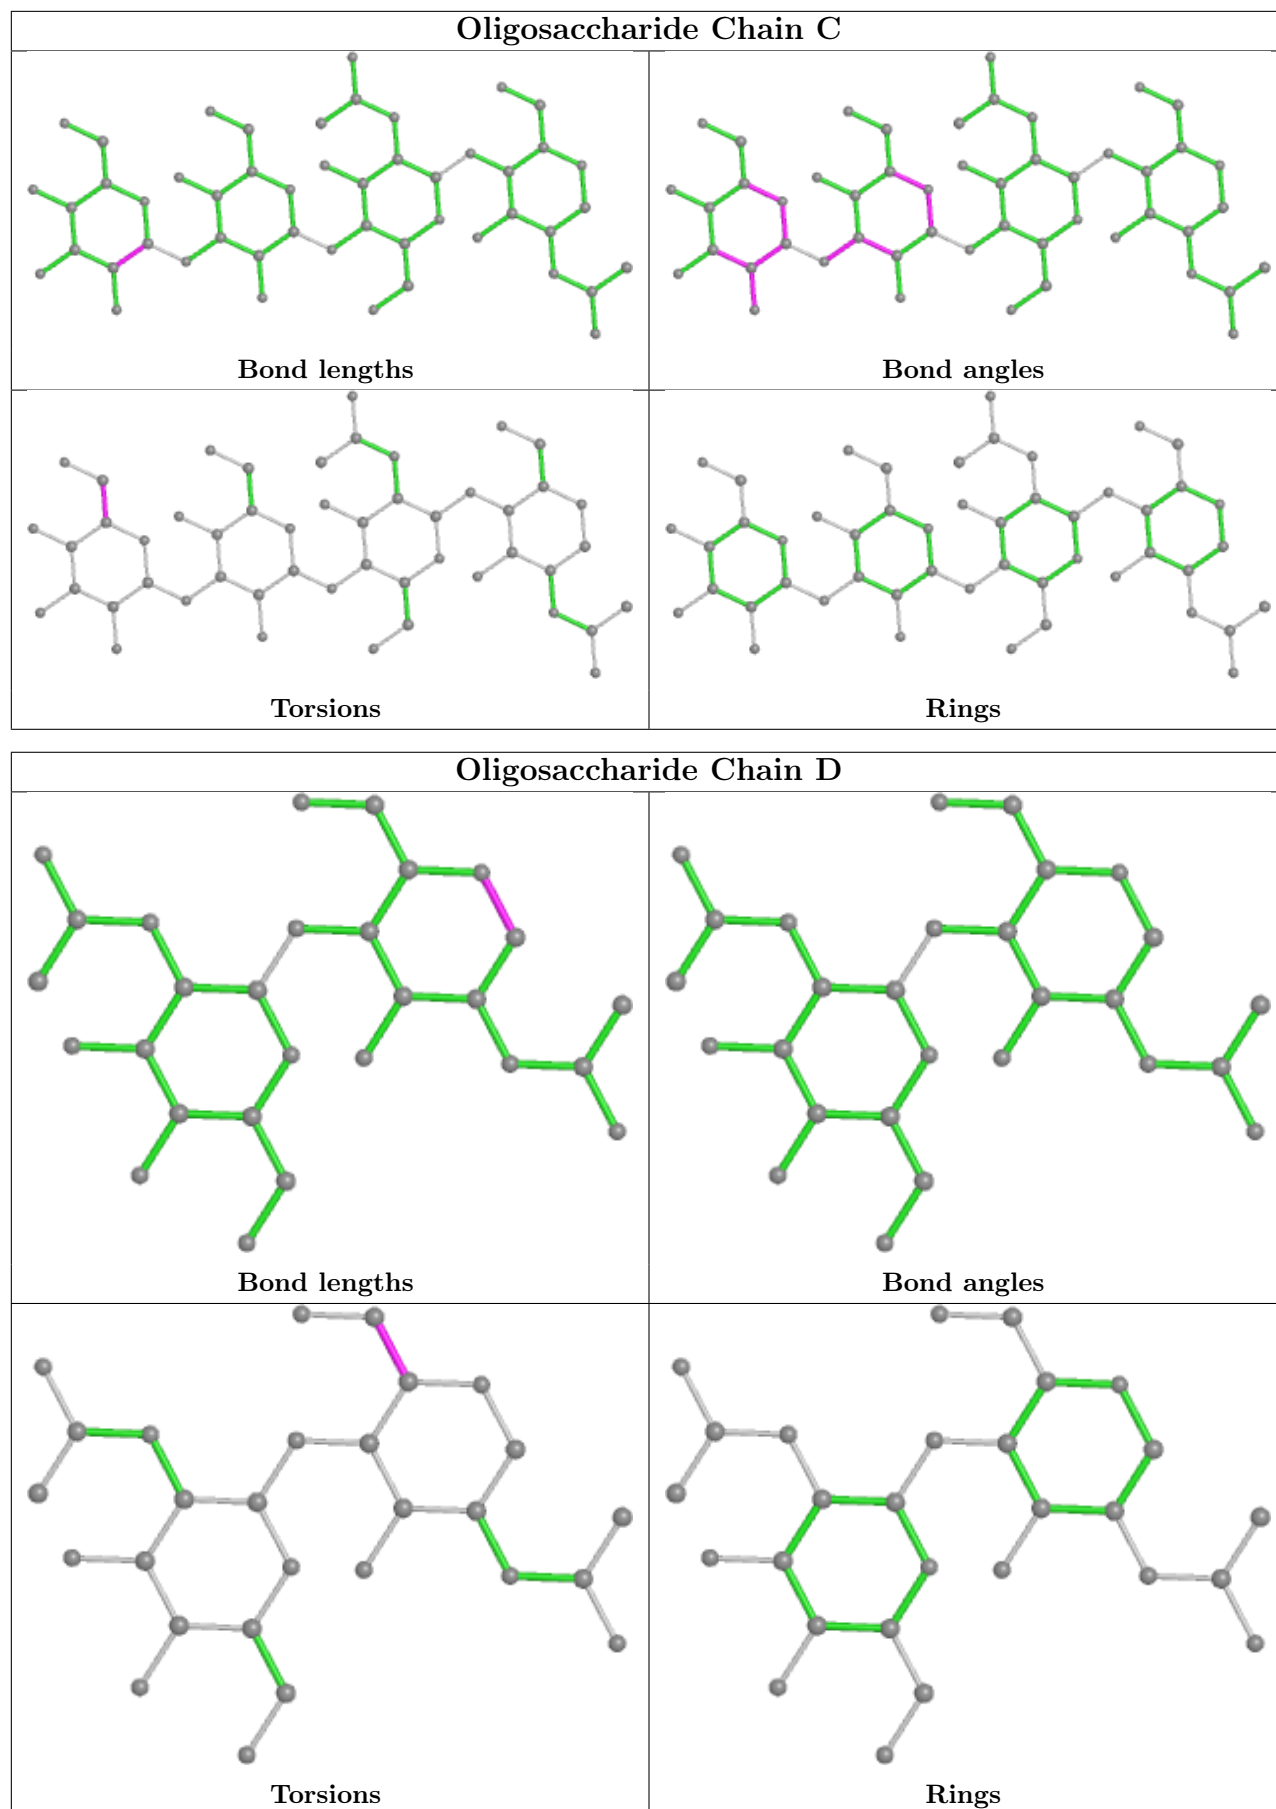 Oligosaccharide Chain C
Bond lengths
Bond angles
Torsions
Rings
Oligosaccharide Chain D
Bond lengths
Bond angles
Torsions
Rings